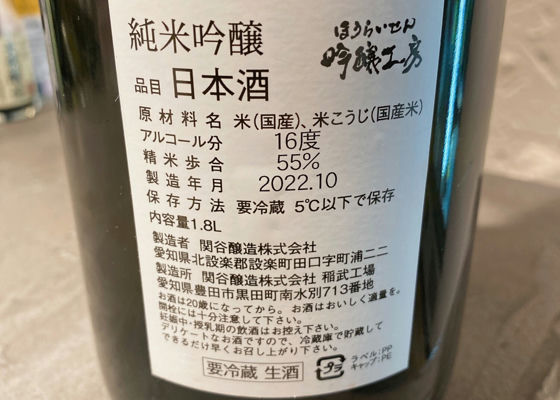 純米吟醸
ほうらいせん
吟醸工房
品目 日本酒
原材料名 米(国産)、米こうじ(国産米)
アルコール分 16度
精米歩合 55%
製造年月 2022.10
保存方法 要冷蔵 5℃以下で保存
内容量1.8L
製造者 関谷醸造株式会社
愛知県北設楽郡設楽町田口字町浦二二
製造所 関谷醸造株式会社 稲武工場
愛知県豊田市黒田町南水別713番地
お酒は20歳になってから。お酒はおいしく適量を。
開栓には十分注意して下さい。
妊娠中・授乳期の飲酒はお控え下さい。
デリケートなお酒ですので、冷蔵庫で貯蔵して
できるだけ早くお召し上がり下さい。
要冷蔵 生酒
プラ
ラベル:PP
キャップ:PE